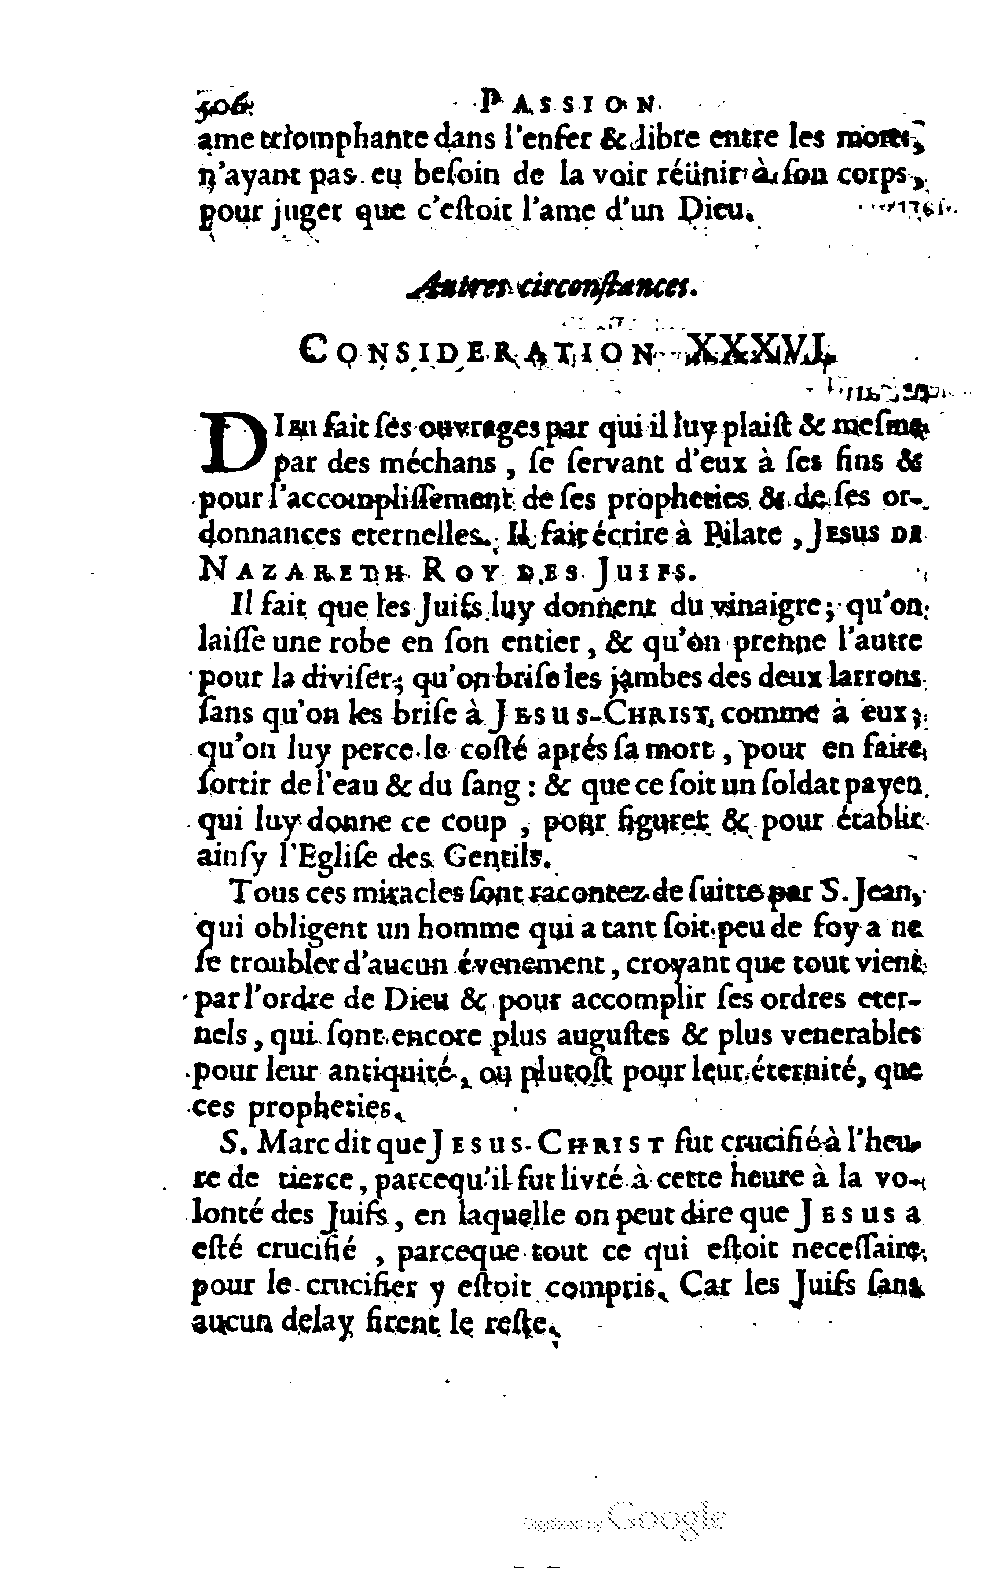 506 PASSION
ame triomphante dans l'enfer & libre entre les morts,
n'ayant pas eu besoin de la voir réünir à son corps,
pour juger que c'estoit l'ame d'un Dieu.
Autres circonstances.
CONSIDERATION XXXVI.
DIEU fait ses ouvrages par qui il luy plaist & mesme
par des méchans, se servant d'eux à ses fins &
pour l'accomplissement de ses propheties & de ses or-
donnances eternelles. Il fait écrire à Pilate, JESUS DE
NAZARETH ROY DES JUIFS.
Il fait que les Juifs luy donnent du vinaigre; qu'on
laisse une robe en son entier, & qu'on prenne l'autre
pour la diviser; qu'on brise les jambes des deux larrons
sans qu'on les brise à JESUS-CHRIST comme à eux;
qu'on luy perce le costé aprés sa mort, pour en faire
sortir de l'eau & du sang: & que ce soit un soldat payen
qui luy donne ce coup, pour figurer & pour établir
ainsy l'Eglise des Gentils.
Tous ces miracles sont racontez de suitte par S. Jean,
qui obligent un homme qui a tant soit peu de foy a ne
se troubler d'aucun évenement, croyant que tout vient
par l'ordre de Dieu & pour accomplir ses ordres eter-
nels, qui sont encore plus augustes & plus venerables
pour leur antiquité, ou plutost pour leur éternité, que
ces propheties.
S. Marc dit que JESUS-CHRIST fut crucifié à l'heu-
re de tierce, parcequ'il fut livré à cette heure à la vo-
lonté des Juifs, en laquelle on peut dire que JESUS a
esté crucifié, parceque tout ce qui estoit necessaire
pour le crucifier y estoit compris. Car les Juifs sans
aucun delay firent le reste.
Digitized by Google